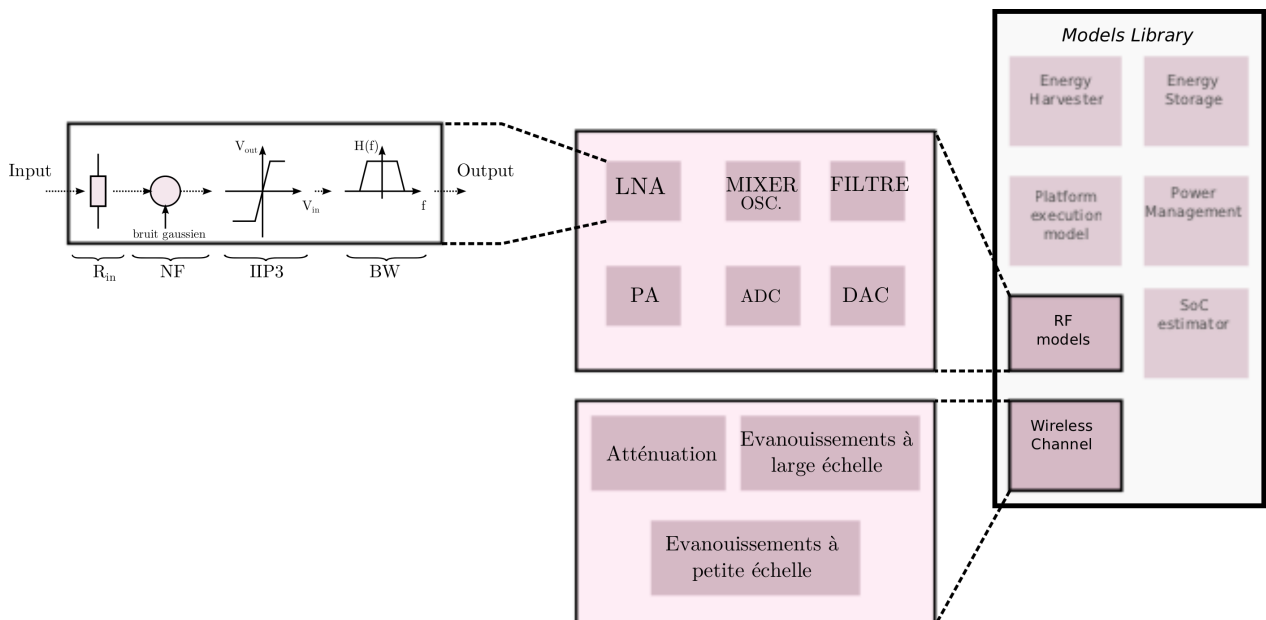 Models Library
Energy
Harvester
Energy
Storage
Platform
execution
model
Power
Management
RF
models
SoC
estimator
Wireless
Channel
Input
V_out
V_in
H(f)
f
bruit gaussien
Output
R_in
NF
IIP3
BW
LNA
MIXER
OSC.
FILTRE
PA
ADC
DAC
Atténuation
Evanouissements à
large échelle
Evanouissements à
petite échelle